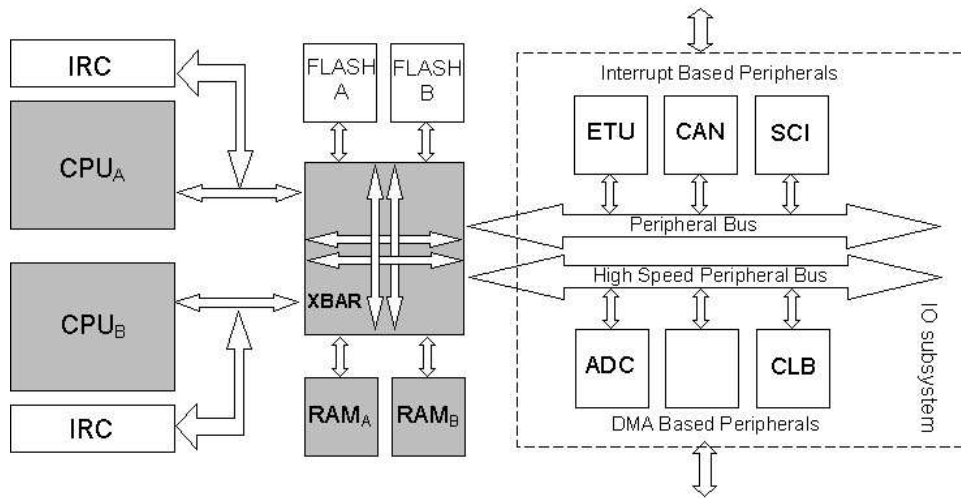 IRC
CPUA
CPUB
IRC
FLASH
A
FLASH
B
XBAR
RAMA
RAMB
Interrupt Based Peripherals
ETU
CAN
SCI
Peripheral Bus
High Speed Peripheral Bus
ADC
CLB
DMA Based Peripherals
IO subsystem